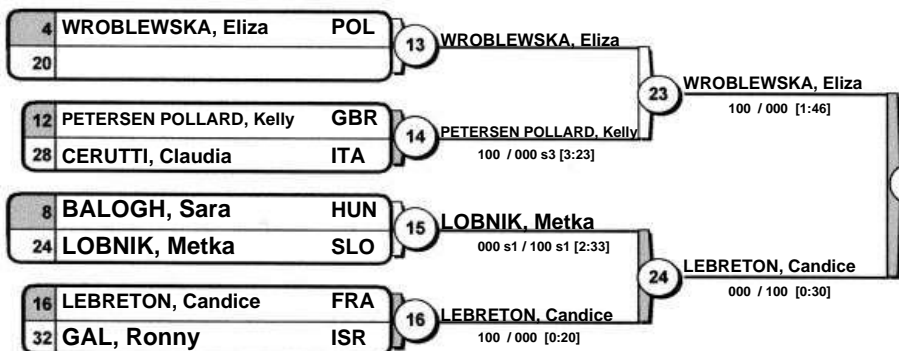 4 WROBLEWSKA, Eliza POL
20
13
WROBLEWSKA, Eliza
12 PETERSEN POLLARD, Kelly GBR
28 CERUTTI, Claudia ITA
14
PETERSEN POLLARD, Kelly
100 / 000 s3 [3:23]
23
WROBLEWSKA, Eliza
100 / 000 [1:46]
8 BALOGH, Sara HUN
24 LOBNIK, Metka SLO
15
LOBNIK, Metka
000 s1 / 100 s1 [2:33]
16 LEBRETON, Candice FRA
32 GAL, Ronny ISR
16
LEBRETON, Candice
100 / 000 [0:20]
24
LEBRETON, Candice
000 / 100 [0:30]